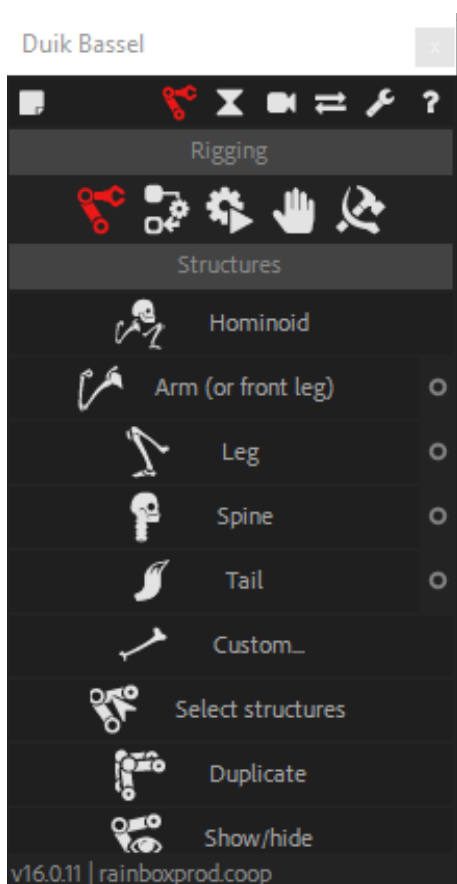 Duik Bassel
x
?
Rigging
Structures
Hominoid
Arm (or front leg)
Leg
Spine
Tail
Custom...
Select structures
Duplicate
Show/hide
v16.0.11 | rainboxprod.coop